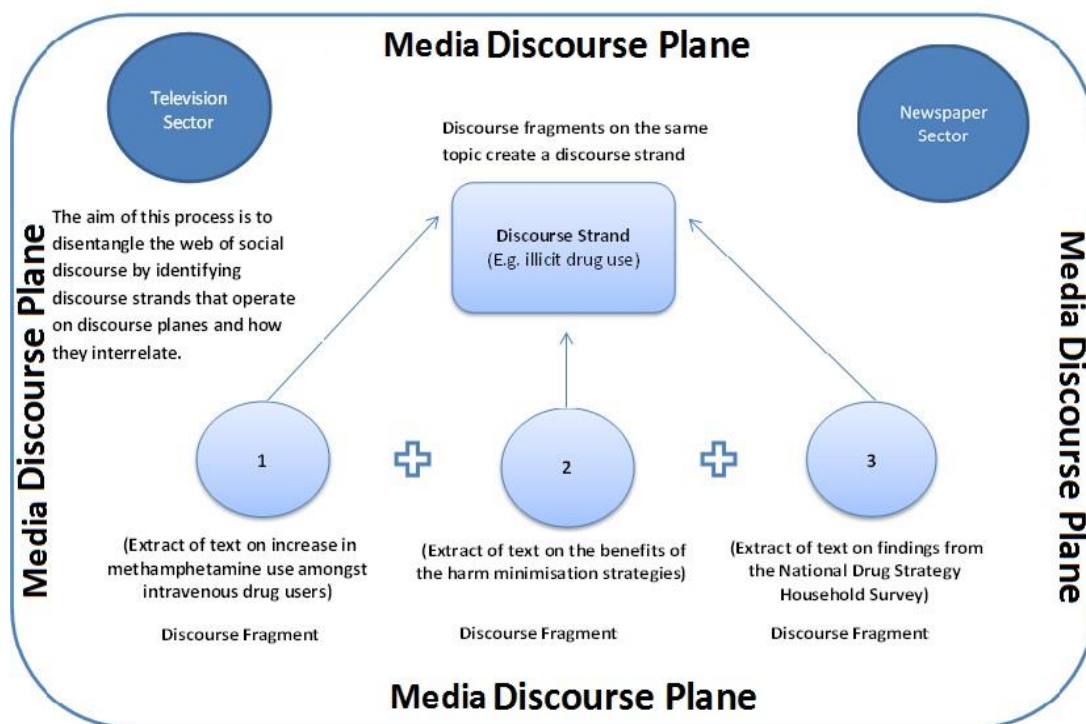 Media Discourse Plane
Television
Sector
Newspaper
Sector
Discourse fragments on the same
topic create a discourse strand
The aim of this process is to
disentangle the web of social
discourse by identifying
discourse strands that operate
on discourse planes and how
they interrelate.
Discourse Strand
(E.g. illicit drug use)
Media Discourse Plane
Media Discourse Plane
1
2
3
(Extract of text on increase in
methamphetamine use amongst
intravenous drug users)
Discourse Fragment
(Extract of text on the benefits of
the harm minimisation strategies)
Discourse Fragment
(Extract of text on findings from
the National Drug Strategy
Household Survey)
Discourse Fragment
Media Discourse Plane